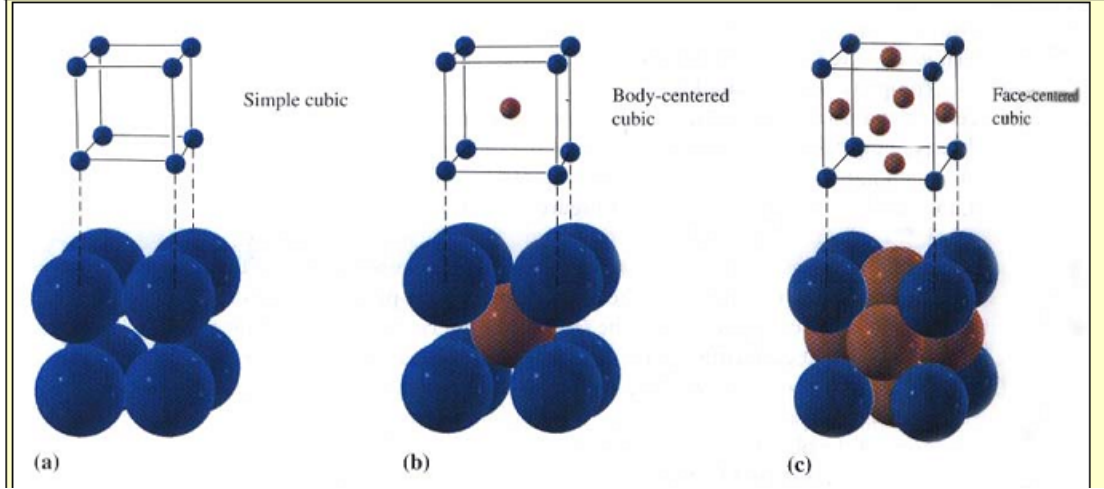 Simple cubic
Body-centered
cubic
Face-centered
cubic
(a)
(b)
(c)